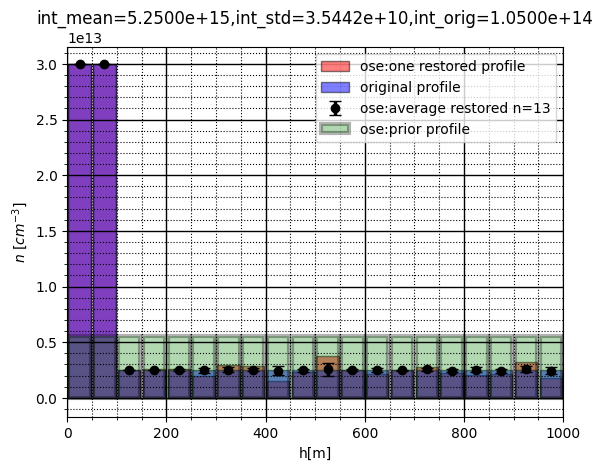 int_mean=5.2500e+15,int_std=3.5442e+10,int_orig=1.0500e+14
1e13
ose:one restored profile
original profile
ose:average restored n=13
ose:prior profile
3.0
2.5
2.0
1.5
1.0
0.5
0.0
n [cm⁻³]
0 200 400 600 800 1000
h[m]